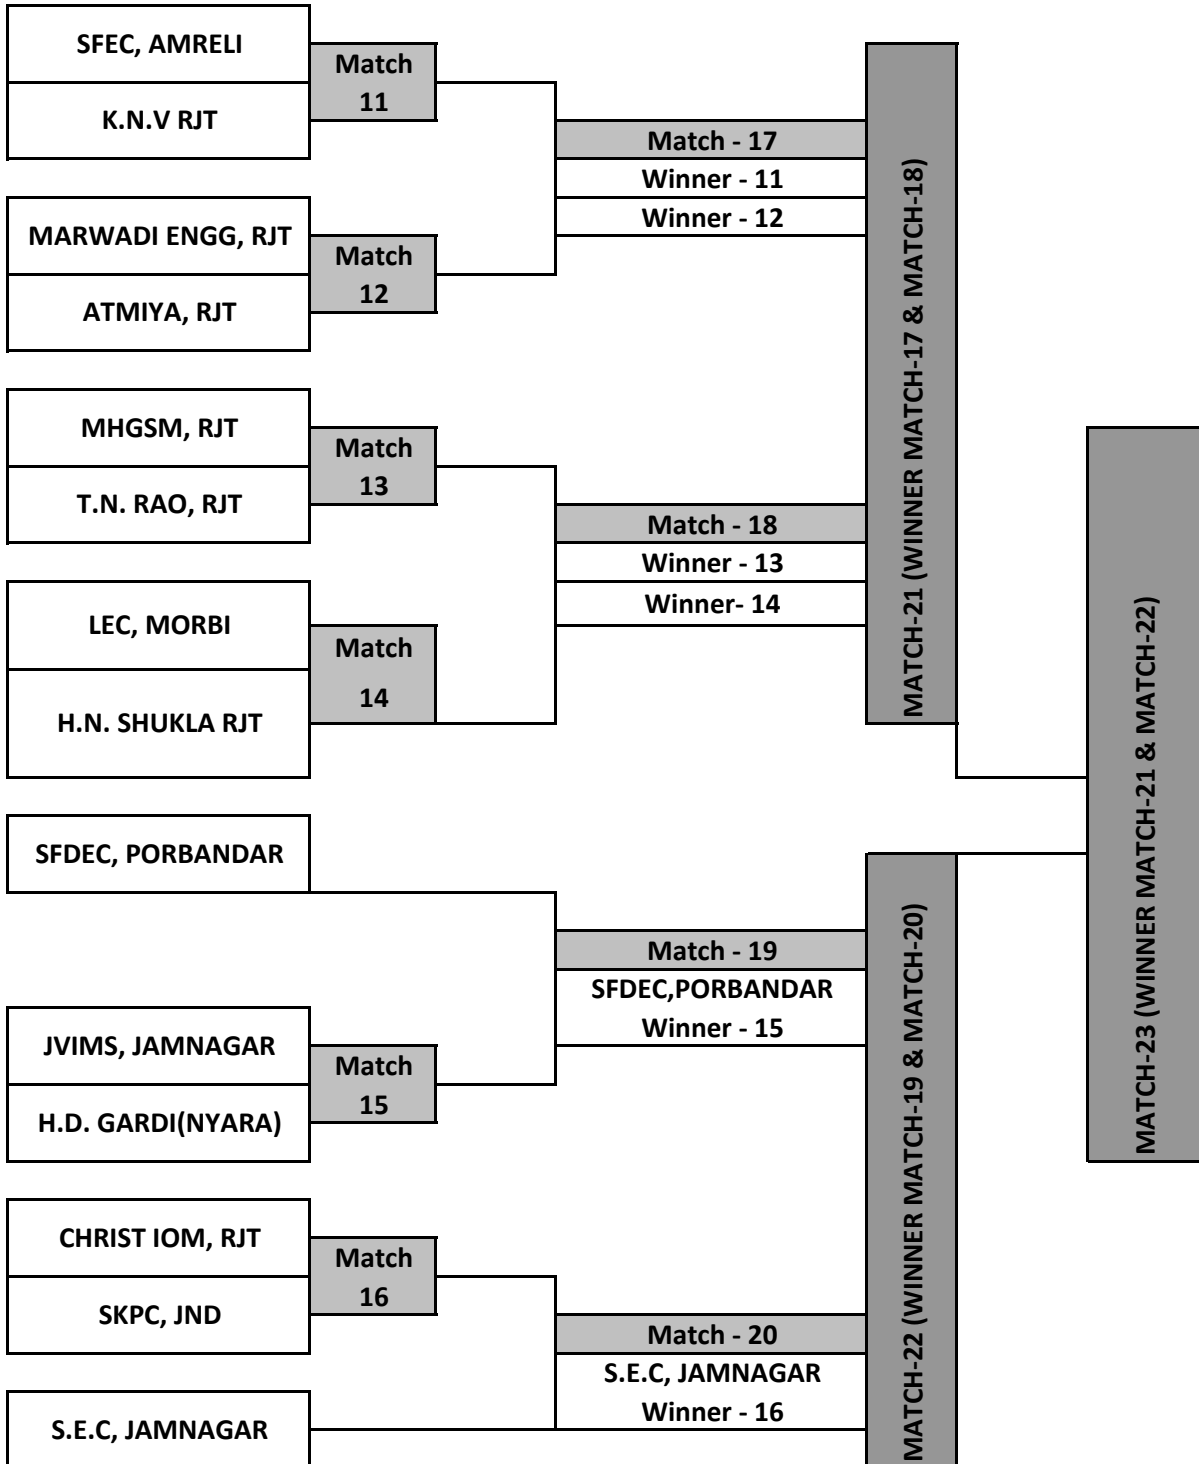 SFEC, AMRELI
K.N.V RJT
Match
11
MARWADI ENGG, RJT
ATMIYA, RJT
Match
12
Match - 17
Winner - 11
Winner - 12
MHGSM, RJT
T.N. RAO, RJT
Match
13
LEC, MORBI
H.N. SHUKLA RJT
Match
14
Match - 18
Winner - 13
Winner- 14
MATCH-21 (WINNER MATCH-17 & MATCH-18)
SFDEC, PORBANDAR
JVIMS, JAMNAGAR
H.D. GARDI(NYARA)
Match
15
Match - 19
SFDEC,PORBANDAR
Winner - 15
CHRIST IOM, RJT
SKPC, JND
Match
16
S.E.C, JAMNAGAR
Match - 20
S.E.C, JAMNAGAR
Winner - 16
MATCH-22 (WINNER MATCH-19 & MATCH-20)
MATCH-23 (WINNER MATCH-21 & MATCH-22)